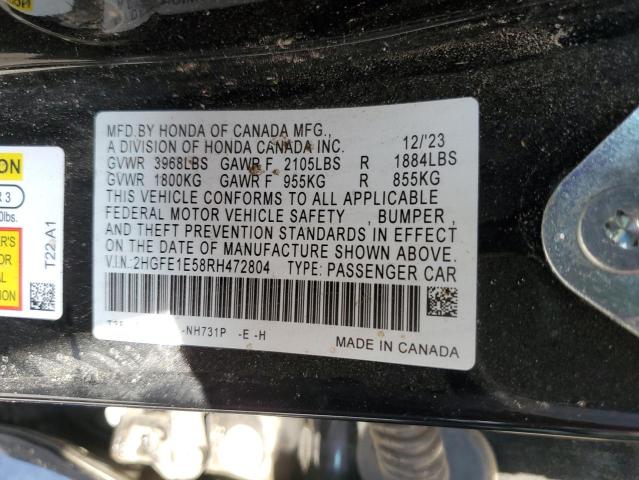 MFD.BY HONDA OF CANADA MFG.,
A DIVISION OF HONDA CANADA INC. 12/'23
GVWR 3968LBS GAWR F 2105LBS R 1884LBS
GVWR 1800KG GAWR F 955KG R 855KG
THIS VEHICLE CONFORMS TO ALL APPLICABLE
FEDERAL MOTOR VEHICLE SAFETY , BUMPER ,
AND THEFT PREVENTION STANDARDS IN EFFECT
ON THE DATE OF MANUFACTURE SHOWN ABOVE.
V.I.N:2HGFE1E58RH472804 TYPE: PASSENGER CAR
-NH731P -E -H
MADE IN CANADA
T22-A1